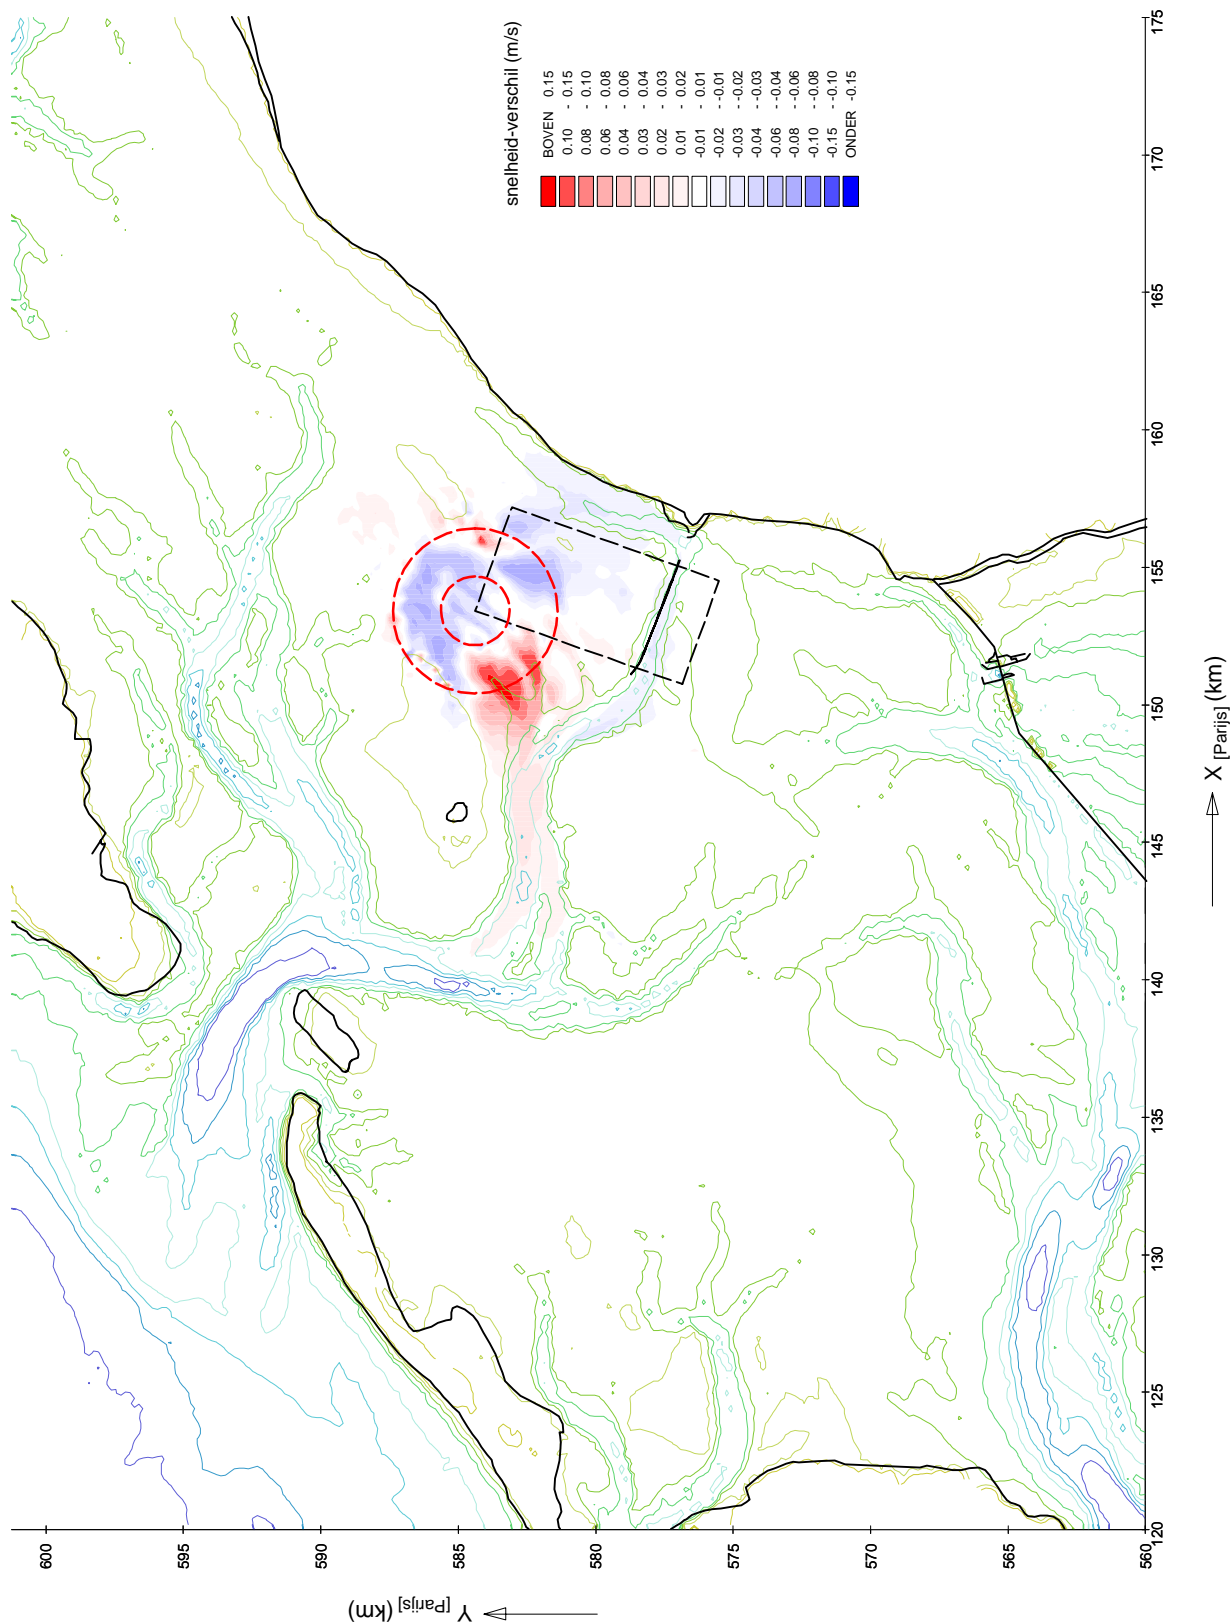 snelheid-verschil (m/s)
BOVEN 0.15
0.10 - 0.15
0.08 - 0.10
0.06 - 0.08
0.04 - 0.06
0.03 - 0.04
0.02 - 0.03
0.01 - 0.02
-0.01 - 0.01
-0.02 - -0.01
-0.03 - -0.02
-0.04 - -0.03
-0.06 - -0.04
-0.08 - -0.06
-0.10 - -0.08
-0.15 - -0.10
ONDER -0.15
600
595
590
585
580
575
570
565
560
Y [Parijs] (km)
120
125
130
135
140
145
150
155
160
165
170
175
X [Parijs] (km)